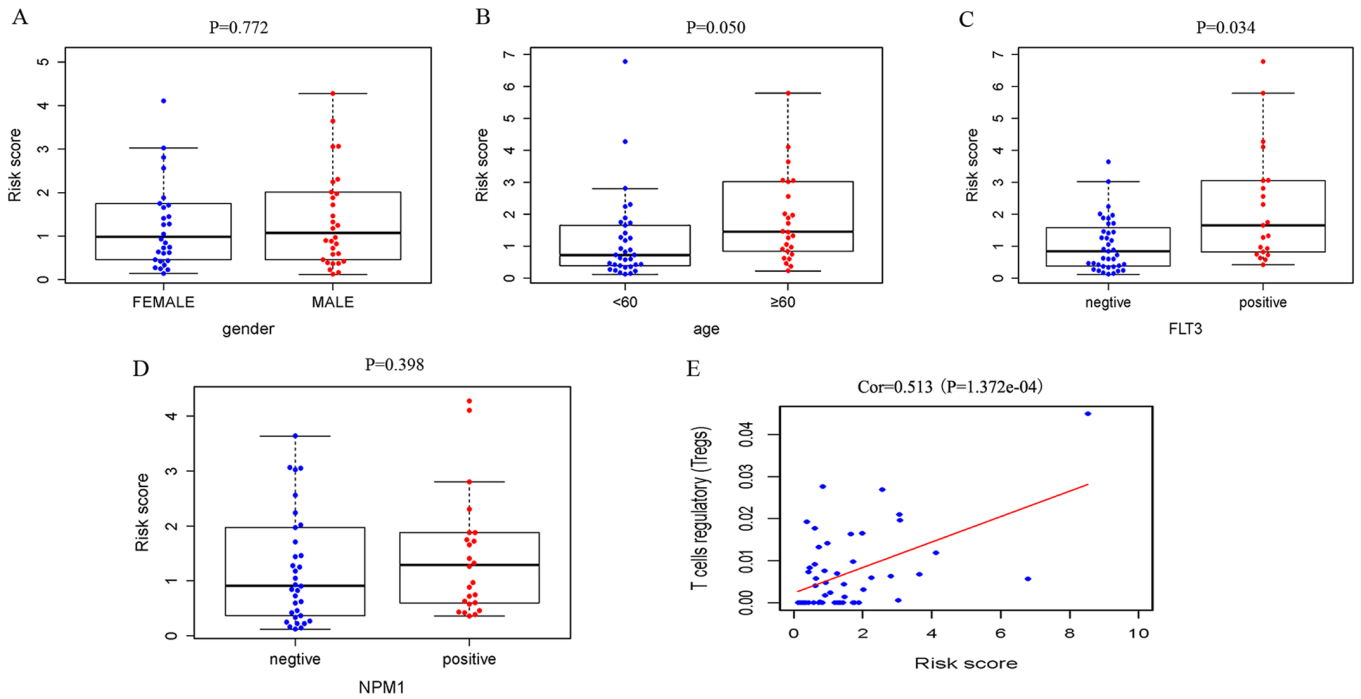 A
P=0.772
Risk score
5
4
3
2
1
0
FEMALE
MALE
gender
B
P=0.050
Risk score
7
6
5
4
3
2
1
0
<60
≥60
age
C
P=0.034
Risk score
7
6
5
4
3
2
1
0
negtive
positive
FLT3
D
P=0.398
Risk score
4
3
2
1
0
negtive
positive
NPM1
E
Cor=0.513 (P=1.372e-04)
T cells regulatory (Tregs)
0.04
0.03
0.02
0.01
0.00
0
2
4
6
8
10
Risk score